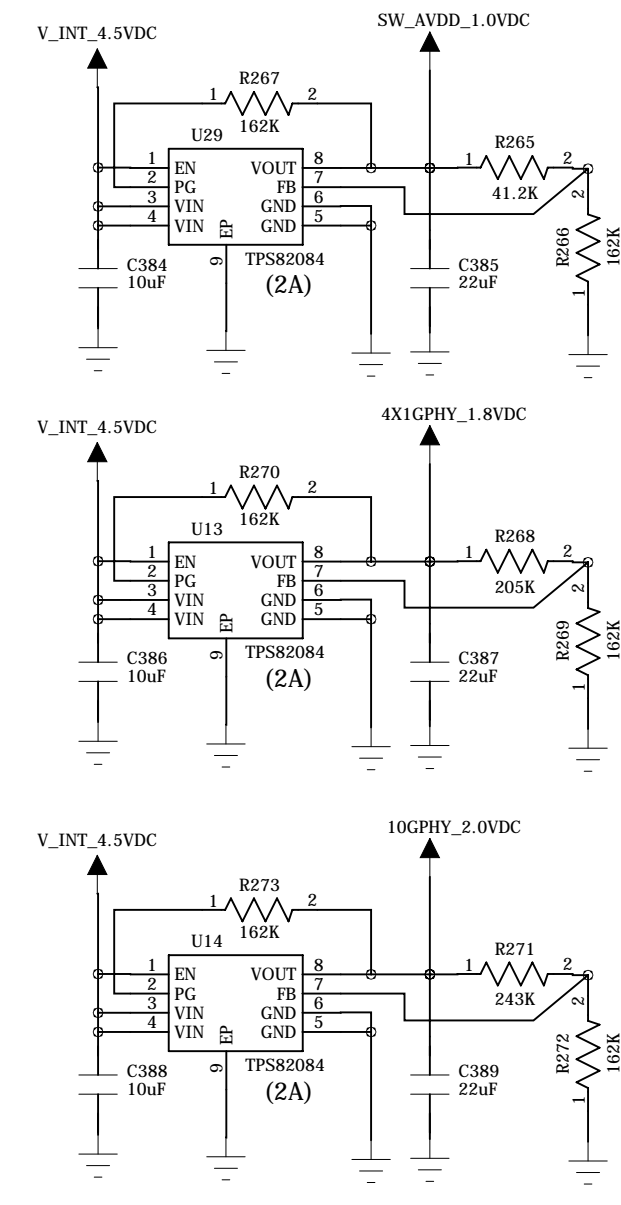 V_INT_4.5VDC
SW_AVDD_1.0VDC
R267
1 2
162K
U29
1 EN
2 PG
3 VIN
4 VIN
VOUT 8
FB 7
GND 6
GND 5
EP
9
TPS82084
(2A)
C384
10uF
C385
22uF
R265
1 2
41.2K
2
R266
162K
1
V_INT_4.5VDC
4X1GPHY_1.8VDC
R270
1 2
162K
U13
1 EN
2 PG
3 VIN
4 VIN
VOUT 8
FB 7
GND 6
GND 5
EP
9
TPS82084
(2A)
C386
10uF
C387
22uF
R268
1 2
205K
2
R269
162K
1
V_INT_4.5VDC
10GPHY_2.0VDC
R273
1 2
162K
U14
1 EN
2 PG
3 VIN
4 VIN
VOUT 8
FB 7
GND 6
GND 5
EP
9
TPS82084
(2A)
C388
10uF
C389
22uF
R271
1 2
243K
2
R272
162K
1